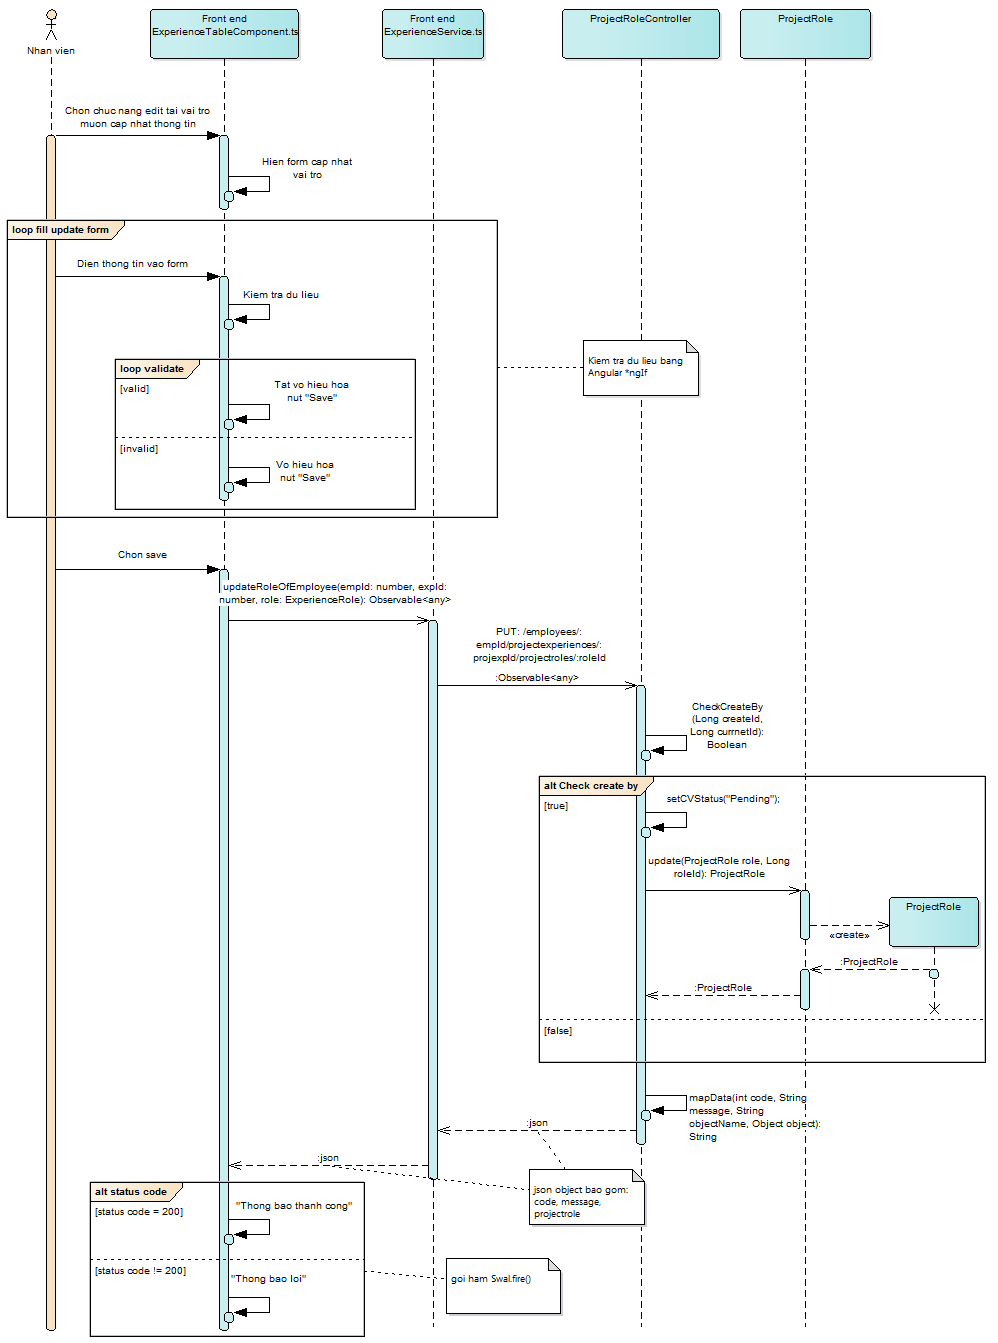 Front end
ExperienceTableComponent.ts
Front end
ExperienceService.ts
ProjectRoleController
ProjectRole
Nhan vien
Chon chuc nang edit tai vai tro
muon cap nhat thong tin
Hien form cap nhat
vai tro
loop fill update form
Dien thong tin vao form
Kiem tra du lieu
Kiem tra du lieu bang
Angular *ngIf
loop validate
[valid]
Tat vo hieu hoa
nut "Save"
[invalid]
Vo hieu hoa
nut "Save"
Chon save
updateRoleOfEmployee(empId: number, expId:
number, role: ExperienceRole): Observable<any>
PUT: /employees/:
empId/projectexperiences/:
projexpId/projectroles/:roleId
:Observable<any>
CheckCreateBy
(Long createId,
Long currnetId):
Boolean
alt Check create by
[true]
setCVStatus("Pending");
update(ProjectRole role, Long
roleId): ProjectRole
ProjectRole
«create»
:ProjectRole
:ProjectRole
[false]
mapData(int code, String
message, String
objectName, Object object):
String
:json
:json
json object bao gom:
code, message,
projectrole
alt status code
[status code = 200]
"Thong bao thanh cong"
[status code != 200]
"Thong bao loi"
goi ham Swal.fire()